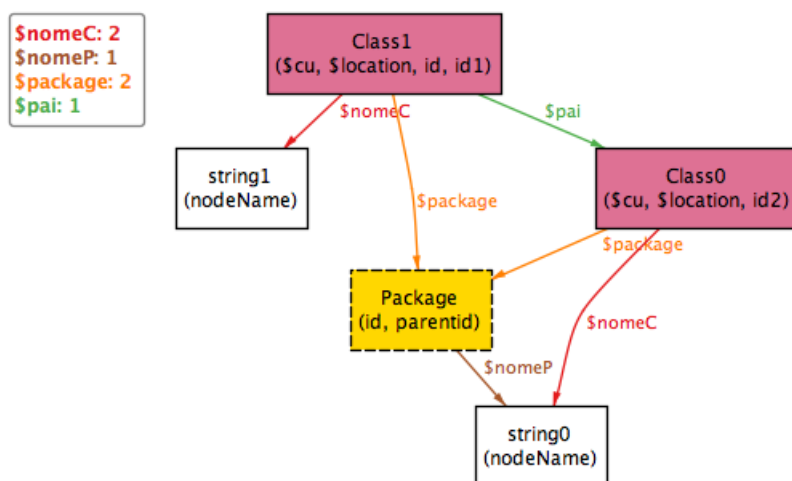 $nomeC: 2
$nomeP: 1
$package: 2
$pai: 1
Class1
($cu, $location, id, id1)
$nomeC
$pai
string1
(nodeName)
Class0
($cu, $location, id2)
$package
$package
Package
(id, parentid)
$nomeC
$nomeP
string0
(nodeName)